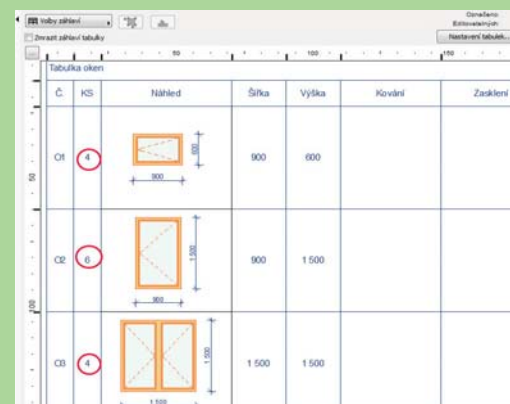 Volby záhlaví
Označeno:
Editovatelných:
Zmrazit záhlaví tabulky
Nastavení tabulek...
50
100
150
Tabulka oken
Č. KS Náhled Šířka Výška Kování Zasklení
O1 4 600 900 900 600
50
O2 6 1 500 900 900 1 500
100
O3 4 1 500 1 500 1 500 1 500